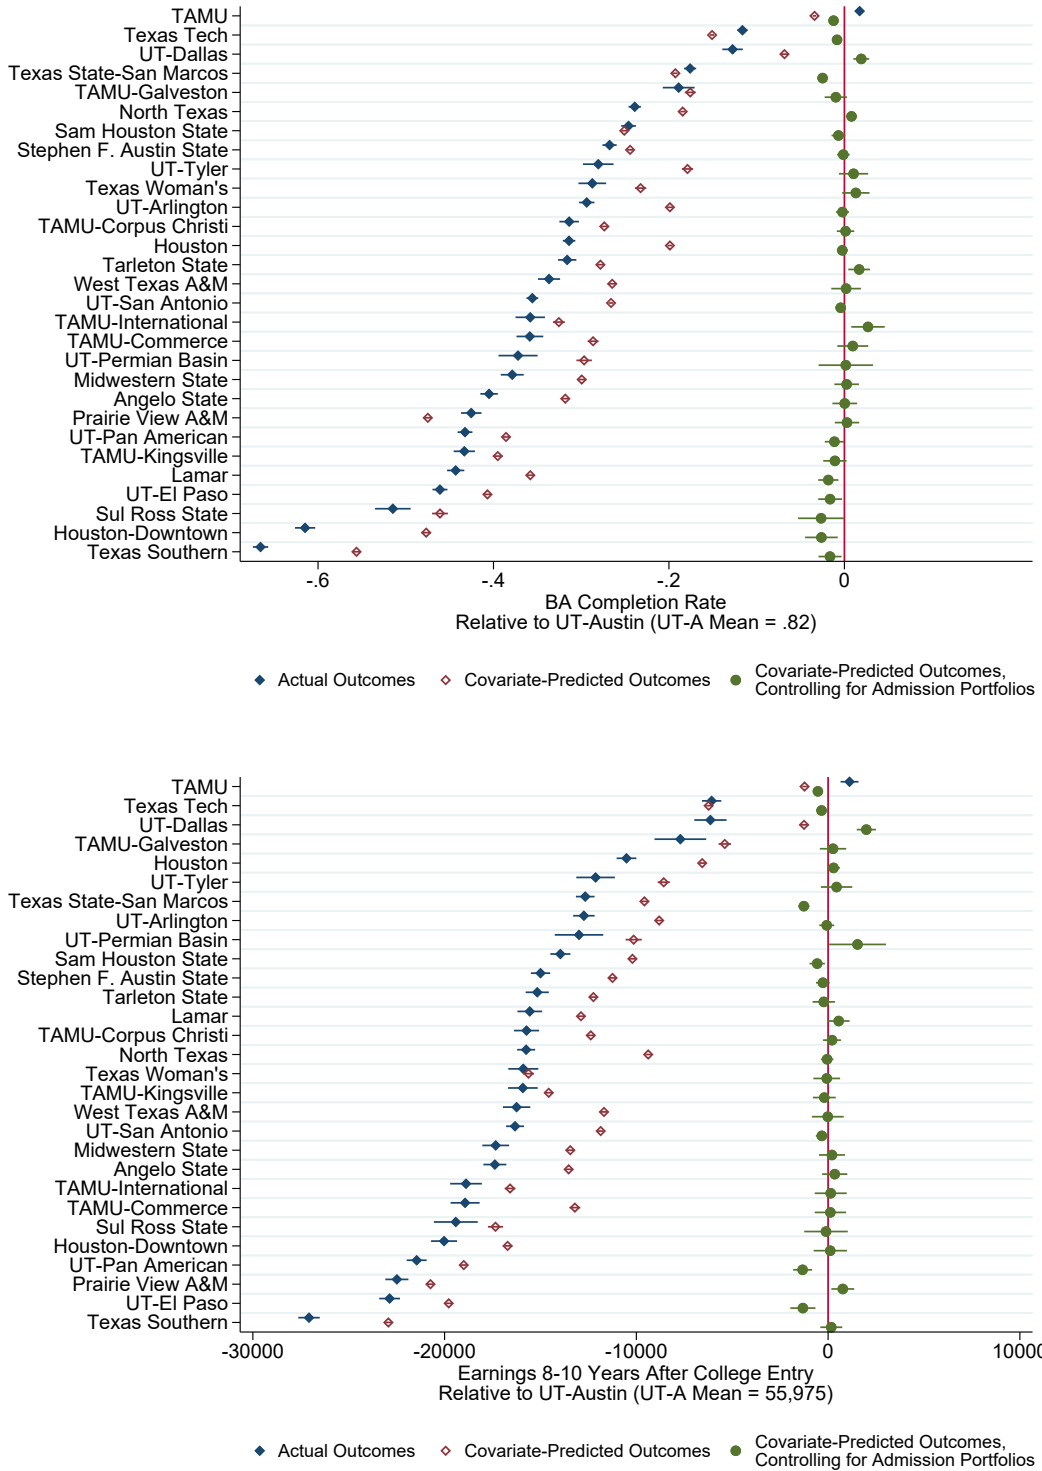 TAMU
Texas Tech
UT-Dallas
Texas State-San Marcos
TAMU-Galveston
North Texas
Sam Houston State
Stephen F. Austin State
UT-Tyler
Texas Woman's
UT-Arlington
TAMU-Corpus Christi
Houston
Tarleton State
West Texas A&M
UT-San Antonio
TAMU-International
TAMU-Commerce
UT-Permian Basin
Midwestern State
Angelo State
Prairie View A&M
UT-Pan American
TAMU-Kingsville
Lamar
UT-El Paso
Sul Ross State
Houston-Downtown
Texas Southern
-.6 -.4 -.2 0
BA Completion Rate
Relative to UT-Austin (UT-A Mean = .82)
Actual Outcomes Covariate-Predicted Outcomes Covariate-Predicted Outcomes,
Controlling for Admission Portfolios
TAMU
Texas Tech
UT-Dallas
TAMU-Galveston
Houston
UT-Tyler
Texas State-San Marcos
UT-Arlington
UT-Permian Basin
Sam Houston State
Stephen F. Austin State
Tarleton State
Lamar
TAMU-Corpus Christi
North Texas
Texas Woman's
TAMU-Kingsville
West Texas A&M
UT-San Antonio
Midwestern State
Angelo State
TAMU-International
TAMU-Commerce
Sul Ross State
Houston-Downtown
UT-Pan American
Prairie View A&M
UT-El Paso
Texas Southern
-30000 -20000 -10000 0 10000
Earnings 8-10 Years After College Entry
Relative to UT-Austin (UT-A Mean = 55,975)
Actual Outcomes Covariate-Predicted Outcomes Covariate-Predicted Outcomes,
Controlling for Admission Portfolios